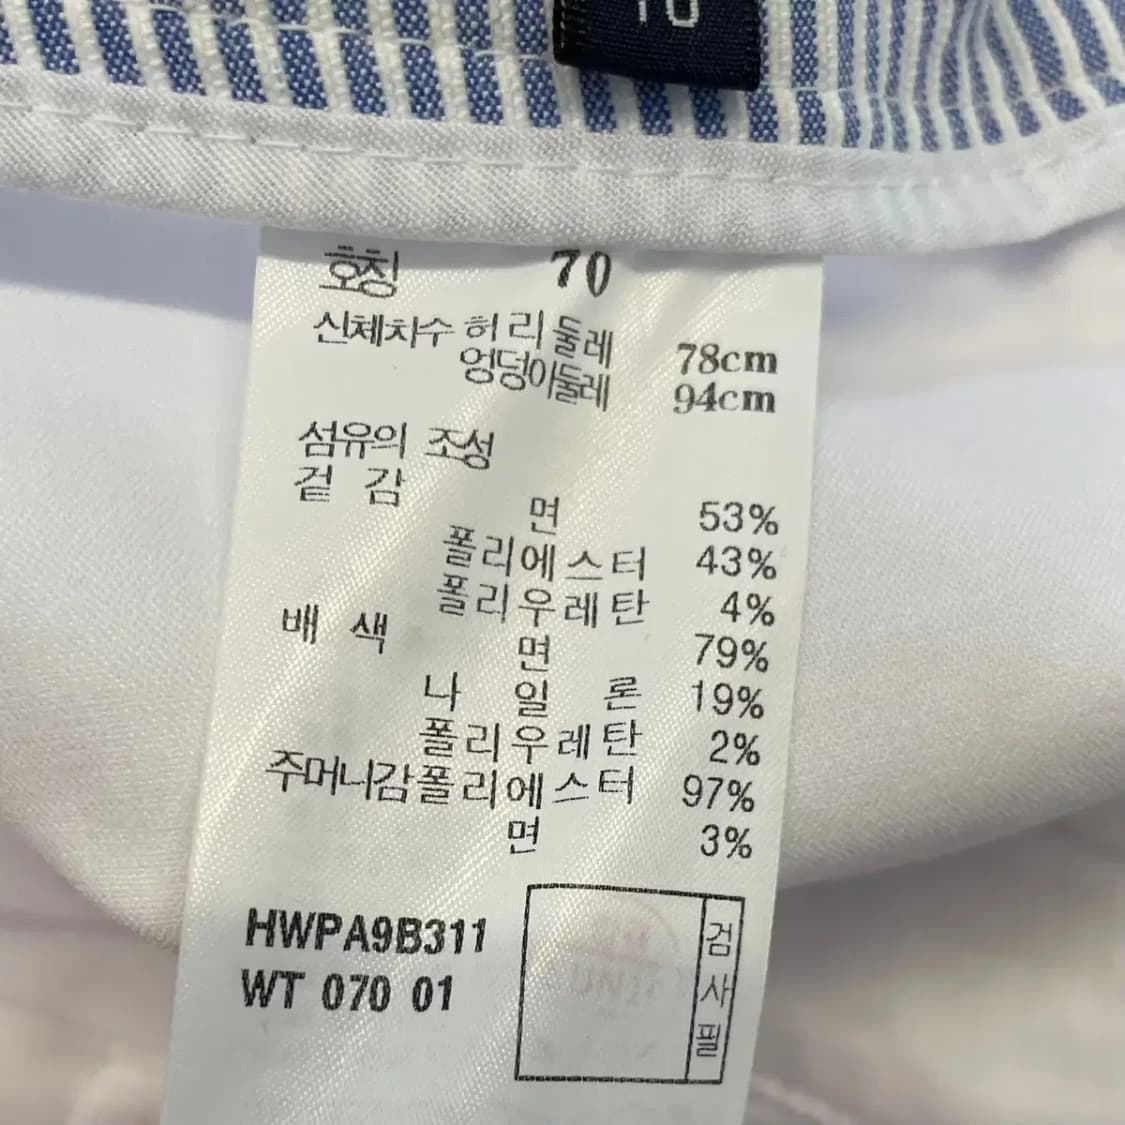 호칭 70
신체치수 허리둘레 78cm
엉덩이둘레 94cm
섬유의 조성
겉 감
면 53%
폴리에스터 43%
폴리우레탄 4%
배 색
면 79%
나 일 론 19%
폴리우레탄 2%
주머니감폴리에스터 97%
면 3%
HWPA9B311
WT 070 01
검사필